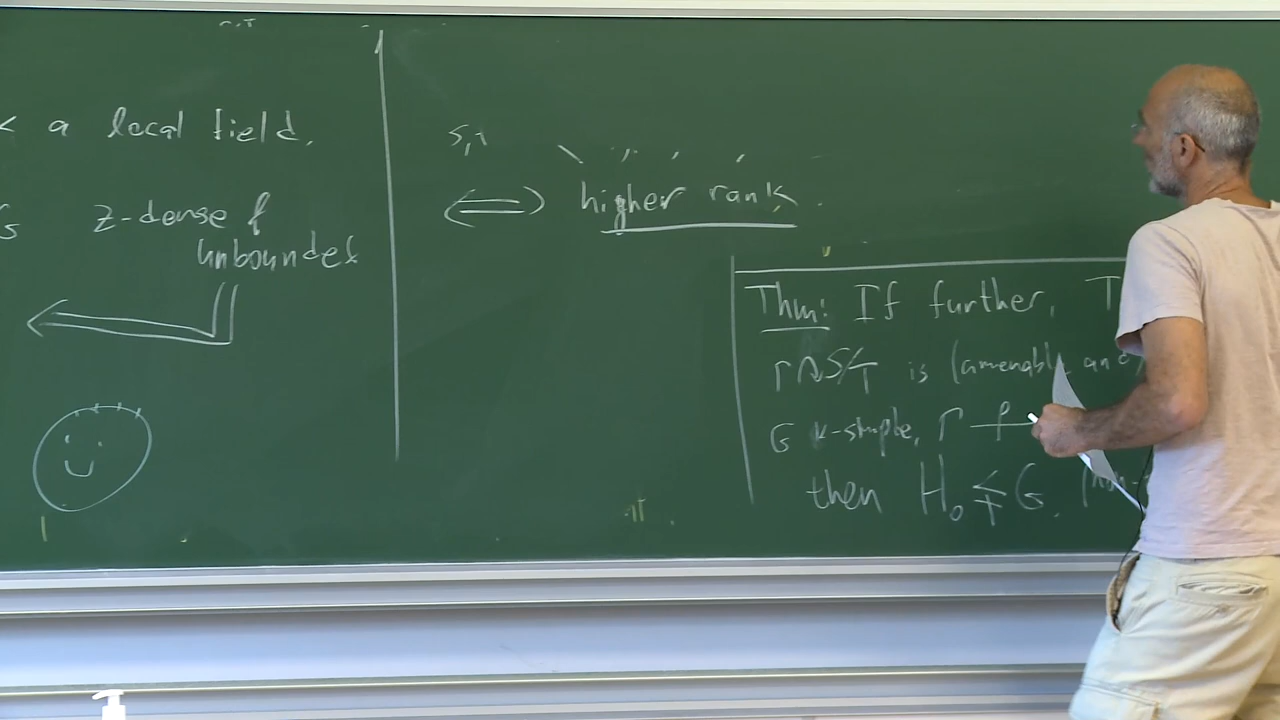 a local field.
G z-dense &
unbounded
⟺ higher rank.
Thm: If further, T
Γ ↷ S/T is (amenable and
G k-simple, Γ ρ
then H₀ ⪇ G.